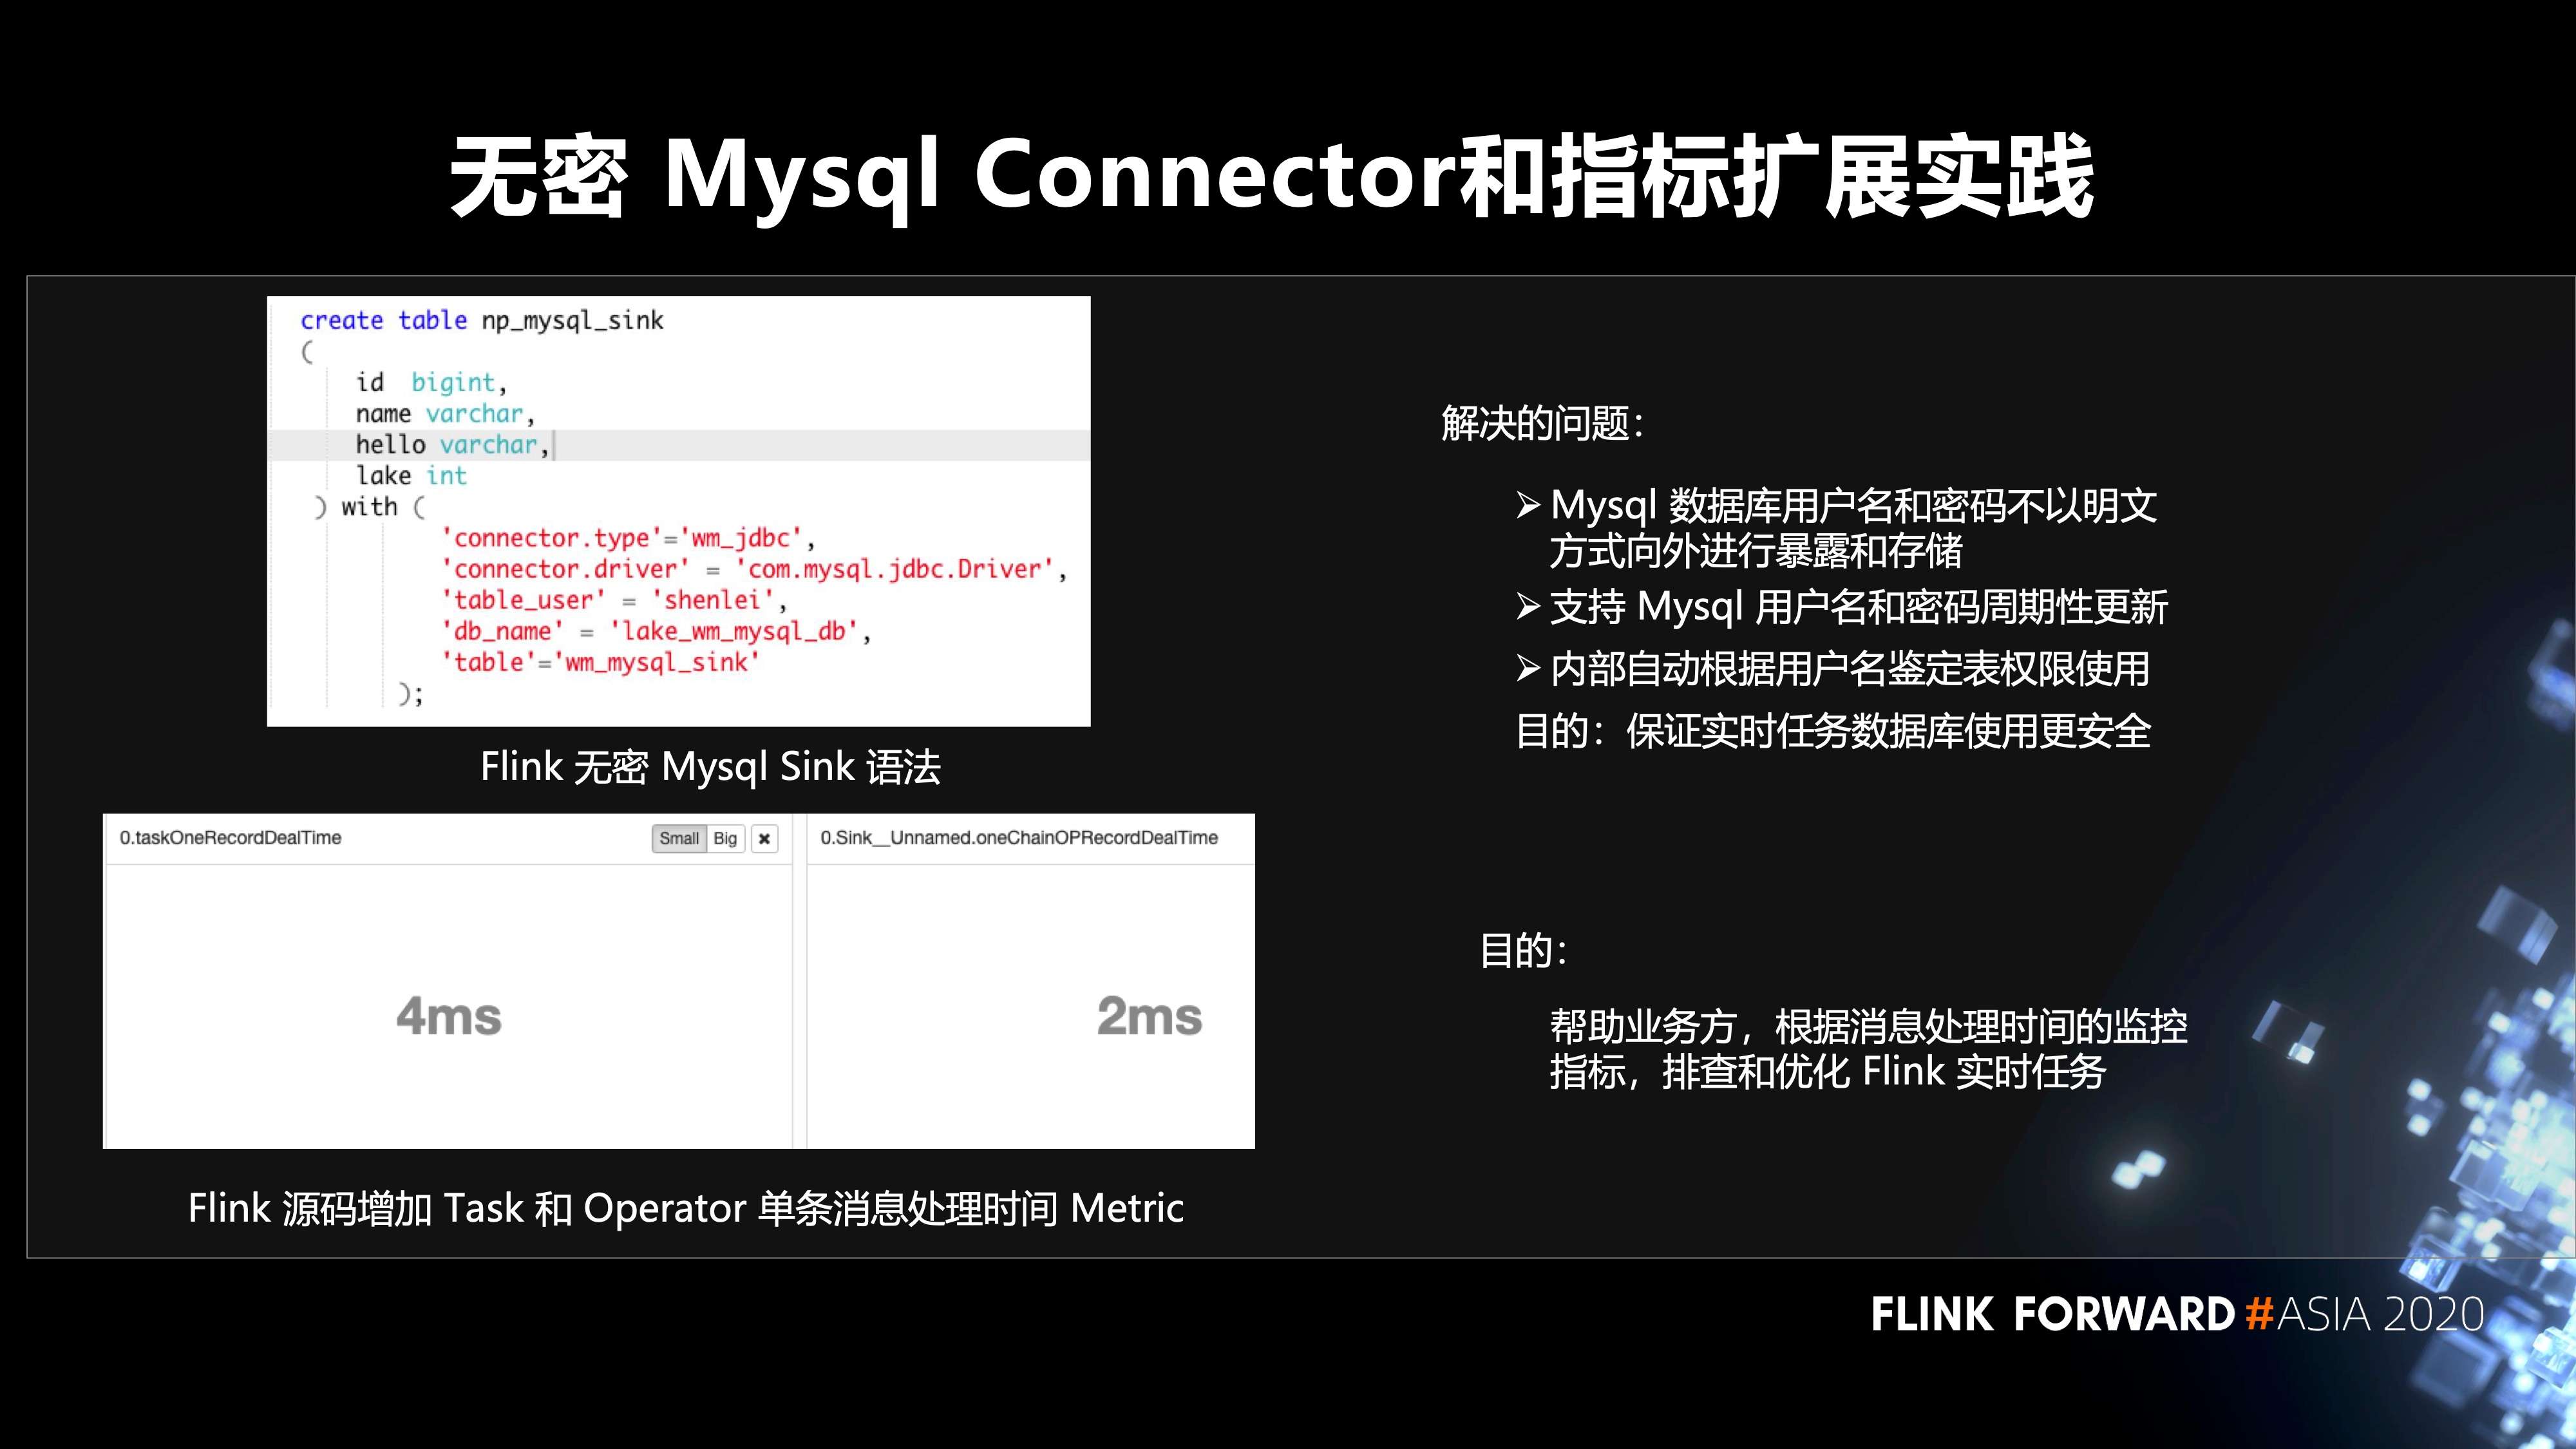 无密 Mysql Connector和指标扩展实践
create table np_mysql_sink
(
id bigint,
name varchar,
hello varchar,
lake int
) with (
'connector.type'='wm_jdbc',
'connector.driver' = 'com.mysql.jdbc.Driver',
'table_user' = 'shenlei',
'db_name' = 'lake_wm_mysql_db',
'table'='wm_mysql_sink'
);
Flink 无密 Mysql Sink 语法
解决的问题：
➢ Mysql 数据库用户名和密码不以明文
方式向外进行暴露和存储
➢ 支持 Mysql 用户名和密码周期性更新
➢ 内部自动根据用户名鉴定表权限使用
目的：保证实时任务数据库使用更安全
0.taskOneRecordDealTime Small Big ✖
0.Sink__Unnamed.oneChainOPRecordDealTime
4ms
2ms
Flink 源码增加 Task 和 Operator 单条消息处理时间 Metric
目的：
帮助业务方，根据消息处理时间的监控
指标，排查和优化 Flink 实时任务
FLINK FORWARD #ASIA 2020